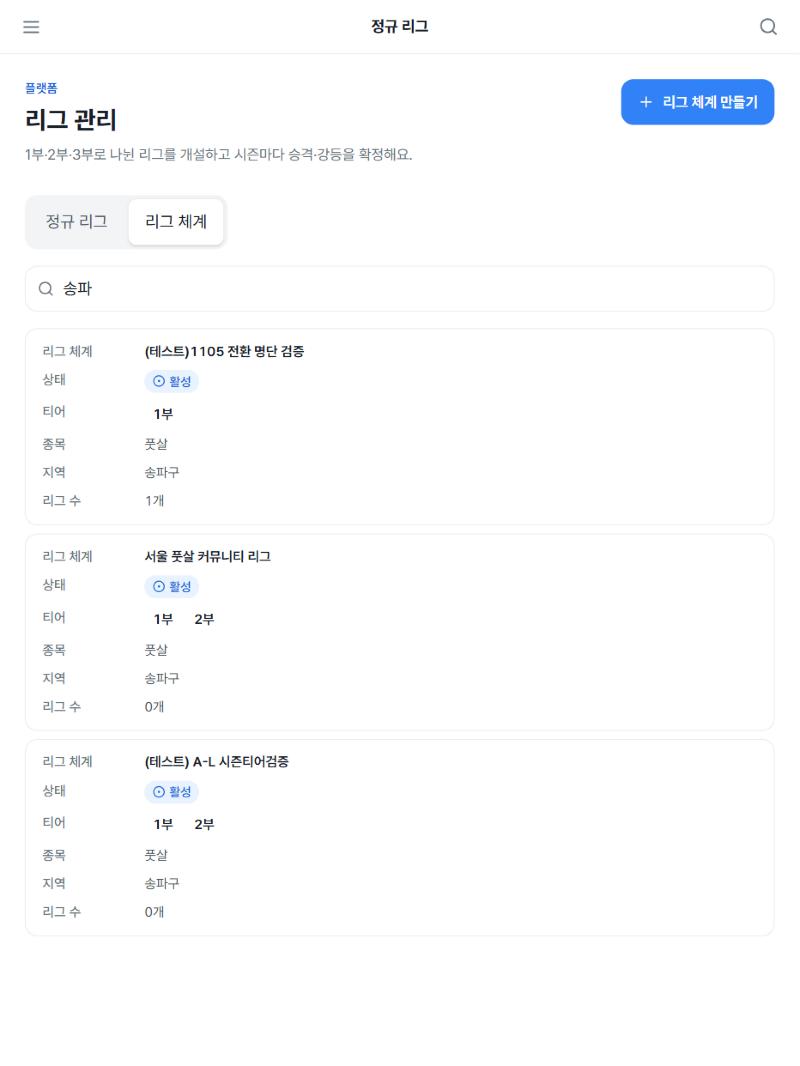 정규 리그
플랫폼
리그 관리
+ 리그 체계 만들기
1부·2부·3부로 나뉜 리그를 개설하고 시즌마다 승격·강등을 확정해요.
정규 리그 리그 체계
송파
리그 체계 (테스트)1105 전환 명단 검증
상태 활성
티어 1부
종목 풋살
지역 송파구
리그 수 1개
리그 체계 서울 풋살 커뮤니티 리그
상태 활성
티어 1부 2부
종목 풋살
지역 송파구
리그 수 0개
리그 체계 (테스트) A-L 시즌티어검증
상태 활성
티어 1부 2부
종목 풋살
지역 송파구
리그 수 0개